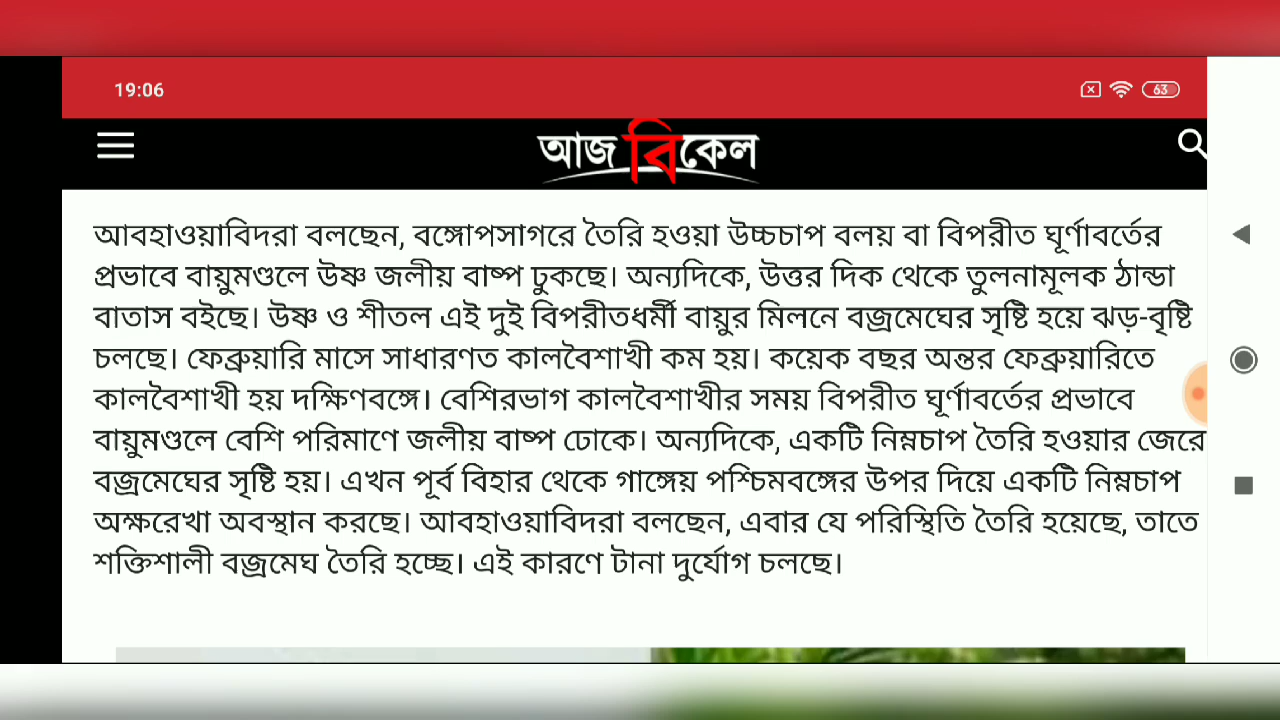 19:06
63
আজ বিকেল
আবহাওয়াবিদরা বলছেন, বঙ্গোপসাগরে তৈরি হওয়া উচ্চচাপ বলয় বা বিপরীত ঘূর্ণাবর্তের
প্রভাবে বায়ুমণ্ডলে উষ্ণ জলীয় বাষ্প ঢুকছে। অন্যদিকে, উত্তর দিক থেকে তুলনামূলক ঠান্ডা
বাতাস বইছে। উষ্ণ ও শীতল এই দুই বিপরীতধর্মী বায়ুর মিলনে বজ্রমেঘের সৃষ্টি হয়ে ঝড়-বৃষ্টি
চলছে। ফেব্রুয়ারি মাসে সাধারণত কালবৈশাখী কম হয়। কয়েক বছর অন্তর ফেব্রুয়ারিতে
কালবৈশাখী হয় দক্ষিণবঙ্গে। বেশিরভাগ কালবৈশাখীর সময় বিপরীত ঘূর্ণাবর্তের প্রভাবে
বায়ুমণ্ডলে বেশি পরিমাণে জলীয় বাষ্প ঢোকে। অন্যদিকে, একটি নিম্নচাপ তৈরি হওয়ার জেরে
বজ্রমেঘের সৃষ্টি হয়। এখন পূর্ব বিহার থেকে গাঙ্গেয় পশ্চিমবঙ্গের উপর দিয়ে একটি নিম্নচাপ
অক্ষরেখা অবস্থান করছে। আবহাওয়াবিদরা বলছেন, এবার যে পরিস্থিতি তৈরি হয়েছে, তাতে
শক্তিশালী বজ্রমেঘ তৈরি হচ্ছে। এই কারণে টানা দুর্যোগ চলছে।